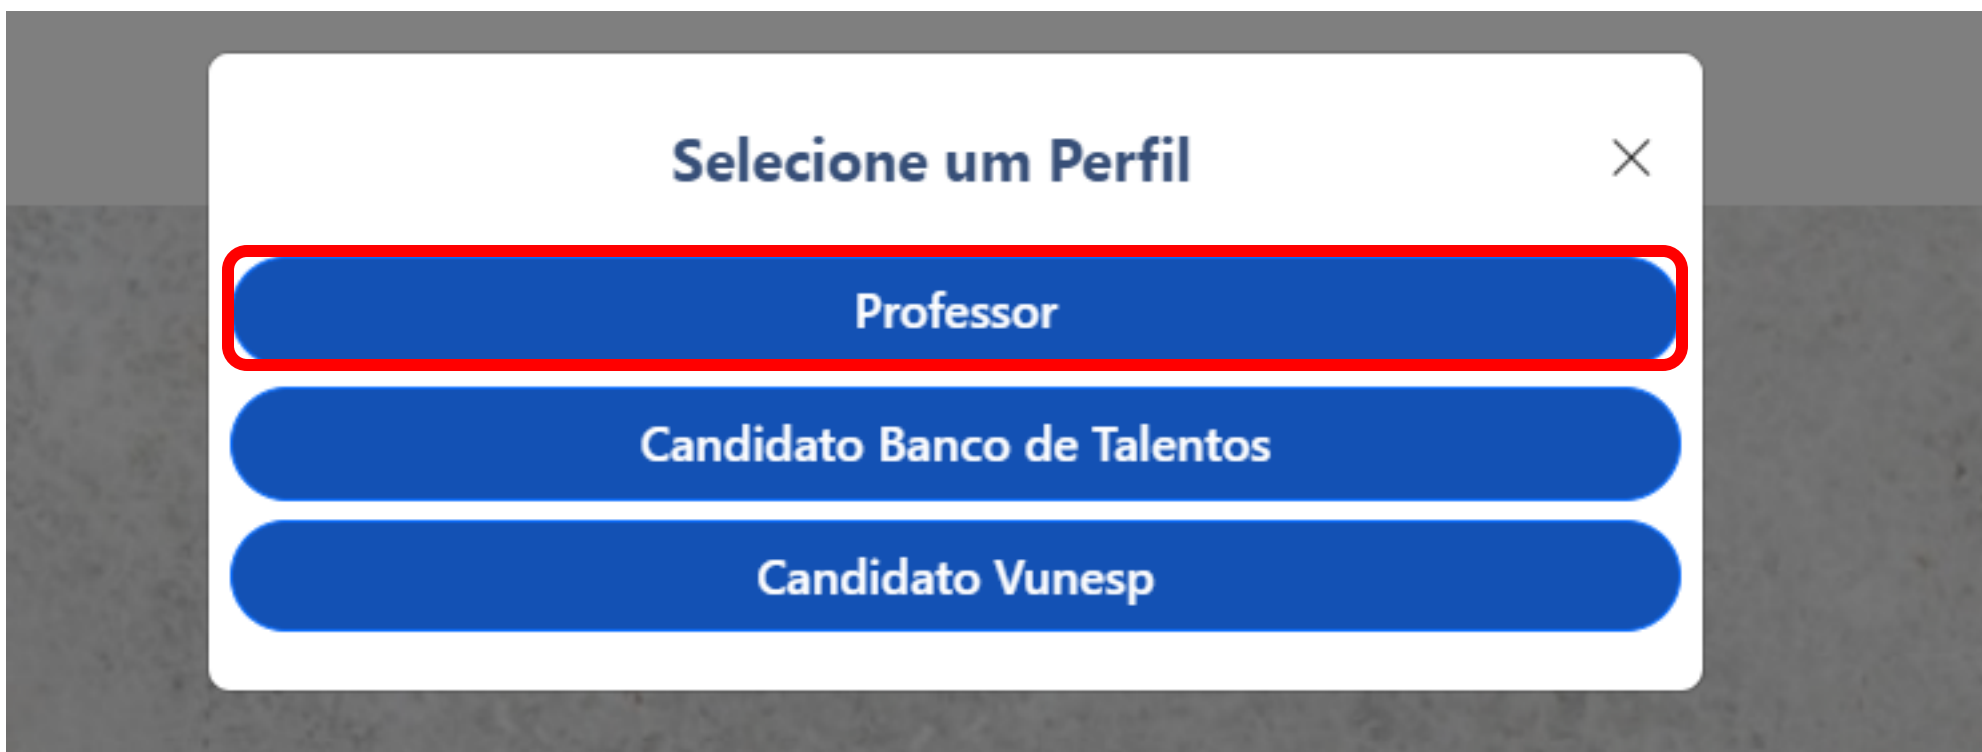 Selecione um Perfil
Professor
Candidato Banco de Talentos
Candidato Vunesp